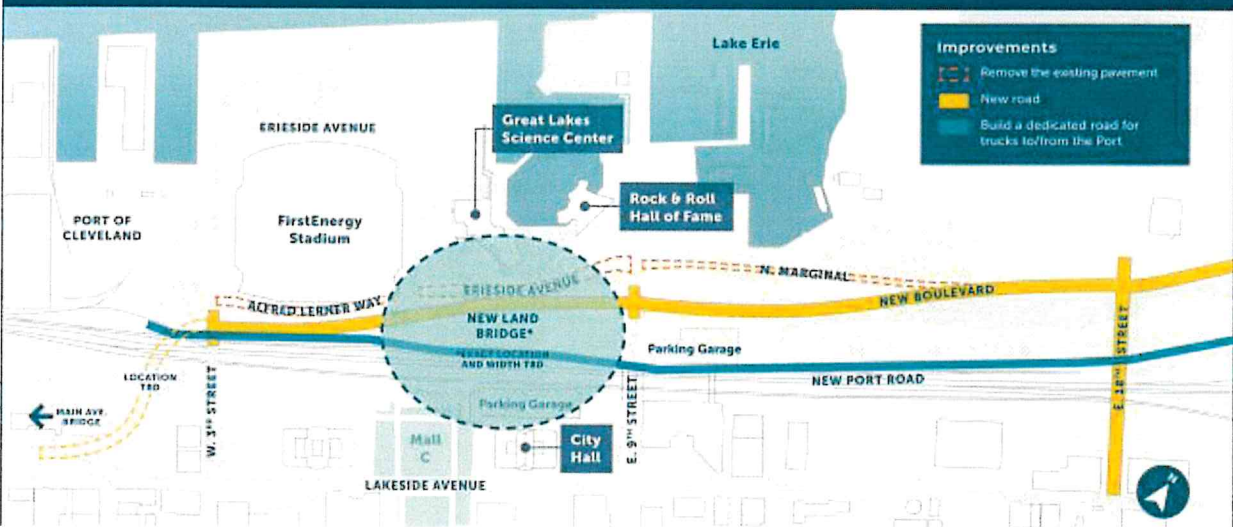 Lake Erie
Improvements
Remove the existing pavement
New road
Build a dedicated road for
trucks to/from the Port
ERIESIDE AVENUE
Great Lakes
Science Center
Rock & Roll
Hall of Fame
PORT OF
CLEVELAND
FirstEnergy
Stadium
N. MARGINAL
ERIESIDE AVENUE
ALFRED LERNER WAY
NEW BOULEVARD
NEW LAND
BRIDGE*
*EXACT LOCATION
AND WIDTH TBD
Parking Garage
NEW PORT ROAD
LOCATION
TBD
MAIN AVE.
BRIDGE
W. 3RD STREET
Parking Garage
E. 9TH STREET
E. 18TH STREET
Mall
C
City
Hall
LAKESIDE AVENUE
N